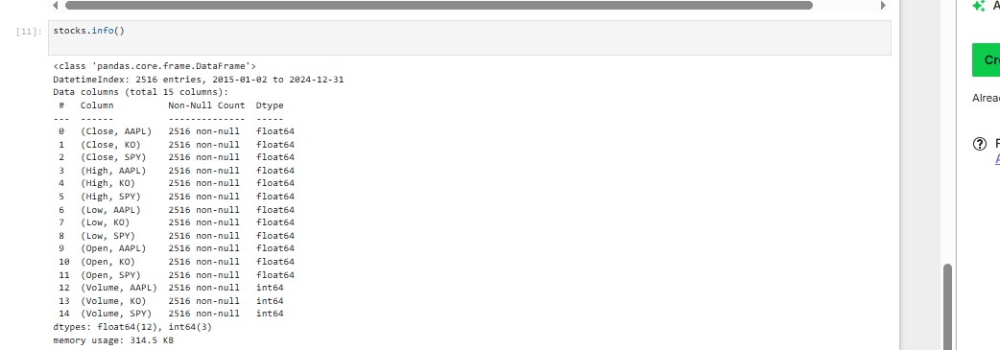 [11]: stocks.info()
<class 'pandas.core.frame.DataFrame'>
DatetimeIndex: 2516 entries, 2015-01-02 to 2024-12-31
Data columns (total 15 columns):
 #   Column          Non-Null Count  Dtype
---  ------          --------------  -----
 0   (Close, AAPL)   2516 non-null   float64
 1   (Close, KO)     2516 non-null   float64
 2   (Close, SPY)    2516 non-null   float64
 3   (High, AAPL)    2516 non-null   float64
 4   (High, KO)      2516 non-null   float64
 5   (High, SPY)     2516 non-null   float64
 6   (Low, AAPL)     2516 non-null   float64
 7   (Low, KO)       2516 non-null   float64
 8   (Low, SPY)      2516 non-null   float64
 9   (Open, AAPL)    2516 non-null   float64
 10  (Open, KO)      2516 non-null   float64
 11  (Open, SPY)     2516 non-null   float64
 12  (Volume, AAPL)  2516 non-null   int64
 13  (Volume, KO)    2516 non-null   int64
 14  (Volume, SPY)   2516 non-null   int64
dtypes: float64(12), int64(3)
memory usage: 314.5 KB
A
Cr
Alrea